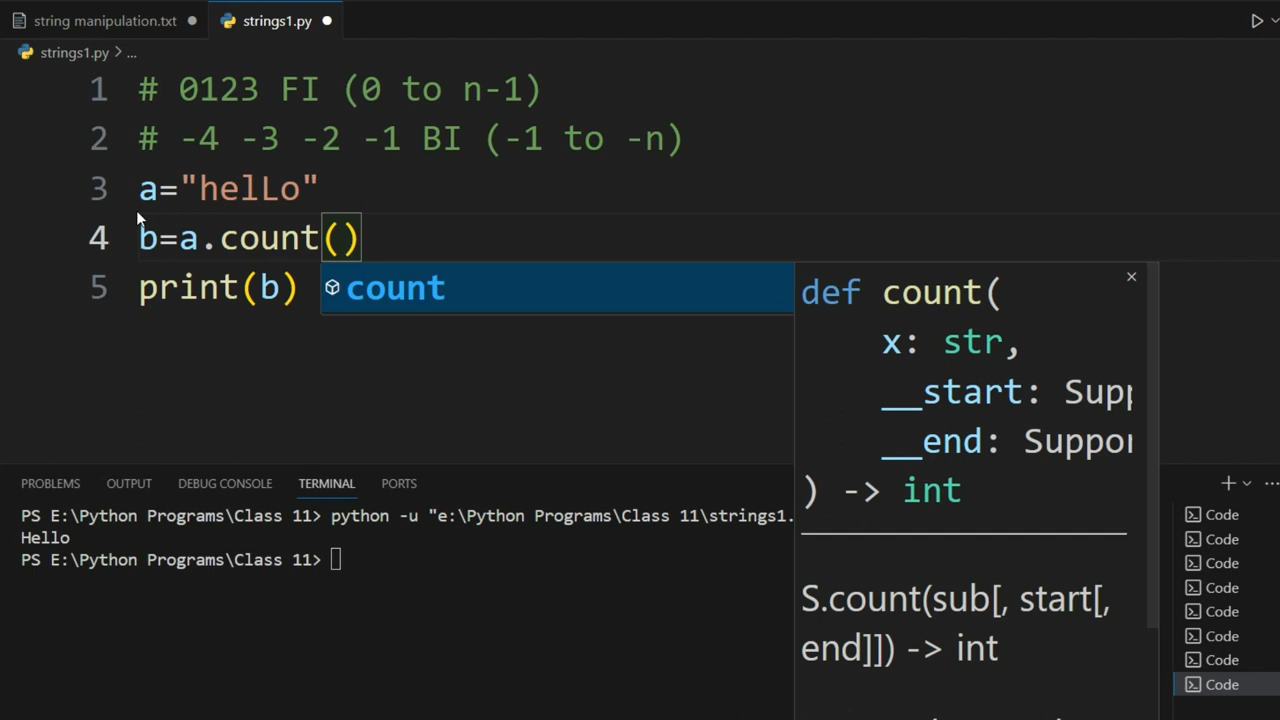 string manipulation.txt
strings1.py
strings1.py > ...
1 # 0123 FI (0 to n-1)
2 # -4 -3 -2 -1 BI (-1 to -n)
3 a="helLo"
4 b=a.count()
5 print(b)
count
def count(
x: str,
__start: Supp
__end: Suppor
) -> int
S.count(sub[, start[,
end]]) -> int
PROBLEMS OUTPUT DEBUG CONSOLE TERMINAL PORTS
PS E:\Python Programs\Class 11> python -u "e:\Python Programs\Class 11\strings1.
Hello
PS E:\Python Programs\Class 11>
Code
Code
Code
Code
Code
Code
Code
Code